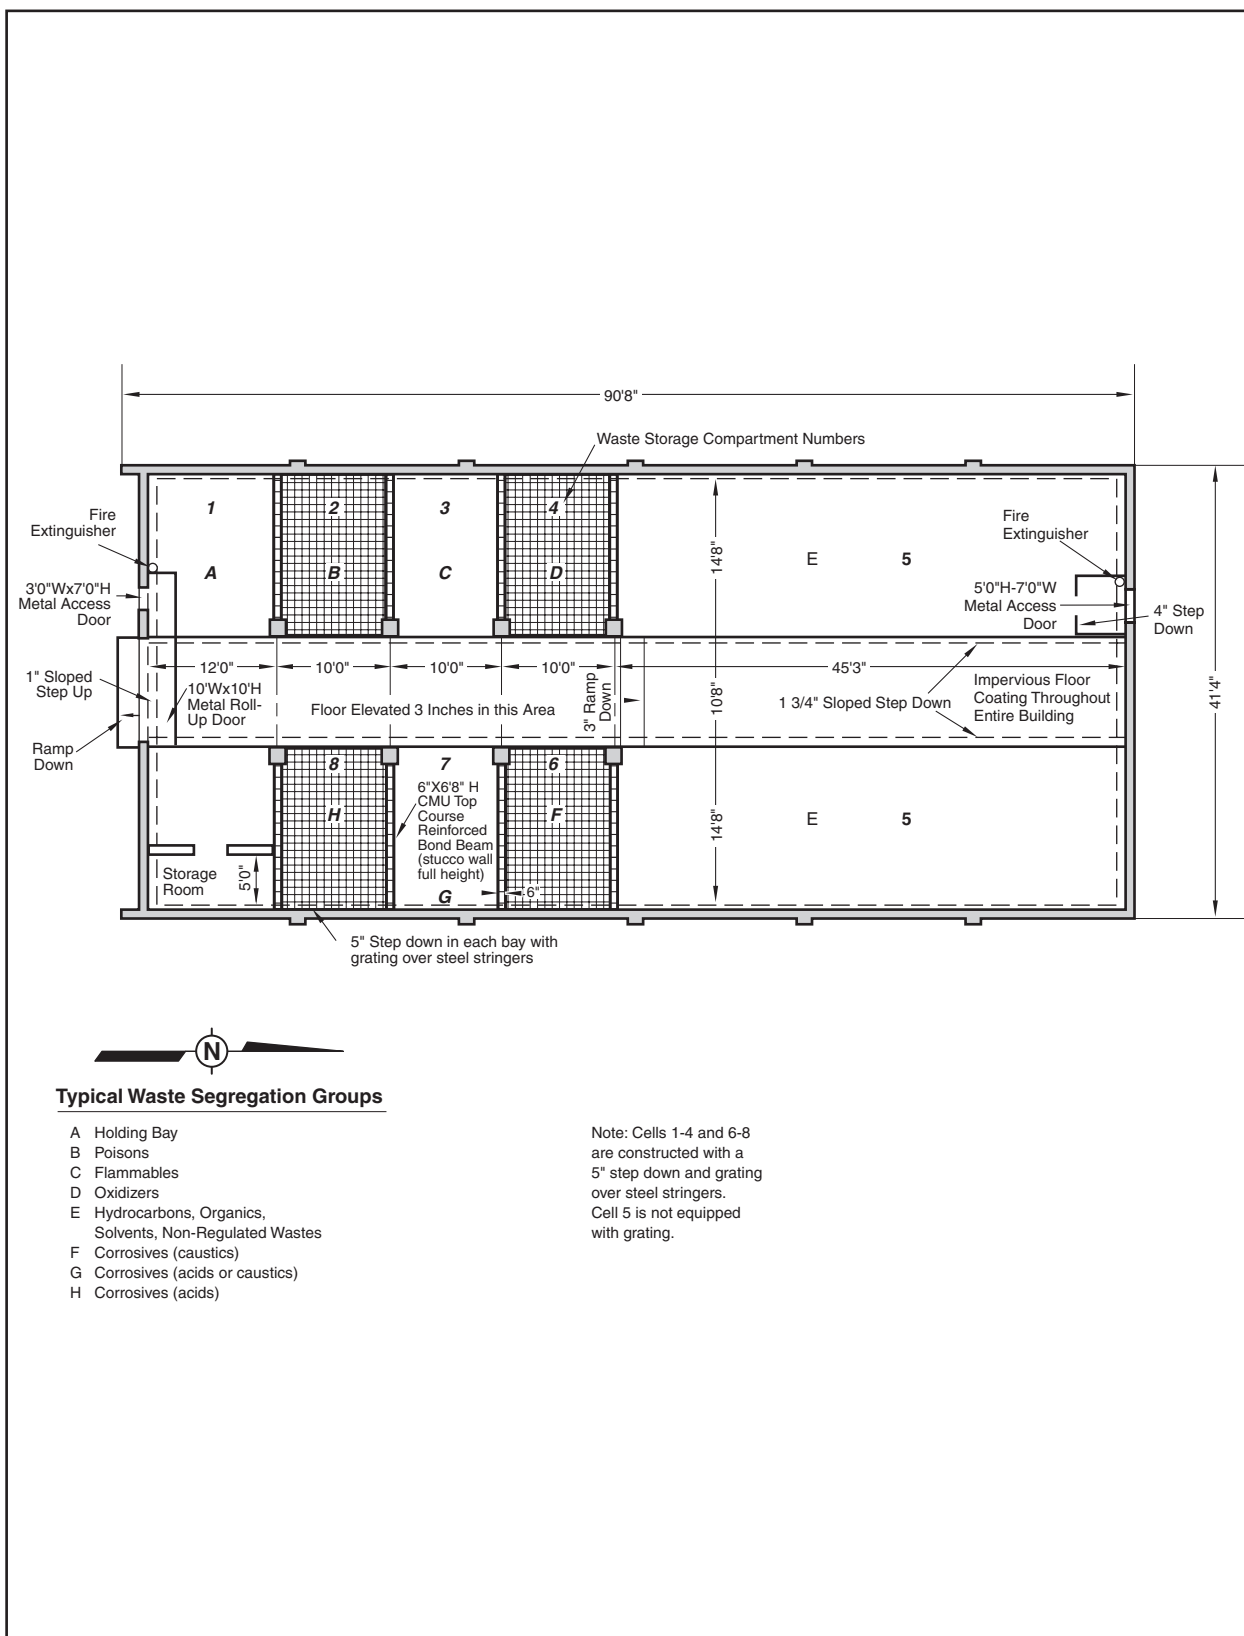 90'8"
Waste Storage Compartment Numbers
Fire
Extinguisher
1
2
3
4
A
B
C
D
14'8"
E
5
Fire
Extinguisher
3'0"Wx7'0"H
Metal Access
Door
5'0"H-7'0"W
Metal Access
Door
4" Step
Down
1" Sloped
Step Up
12'0"
10'0"
10'0"
10'0"
45'3"
10'Wx10'H
Metal Roll-
Up Door
Floor Elevated 3 Inches in this Area
3" Ramp
Down
10'8"
1 3/4" Sloped Step Down
Impervious Floor
Coating Throughout
Entire Building
41'4"
Ramp
Down
8
7
6
6"X6'8" H
CMU Top
Course
Reinforced
Bond Beam
(stucco wall
full height)
H
F
14'8"
E
5
Storage
Room
5'0"
G
6"
5" Step down in each bay with
grating over steel stringers
N
Typical Waste Segregation Groups
A Holding Bay
B Poisons
C Flammables
D Oxidizers
E Hydrocarbons, Organics,
Solvents, Non-Regulated Wastes
F Corrosives (caustics)
G Corrosives (acids or caustics)
H Corrosives (acids)
Note: Cells 1-4 and 6-8
are constructed with a
5" step down and grating
over steel stringers.
Cell 5 is not equipped
with grating.